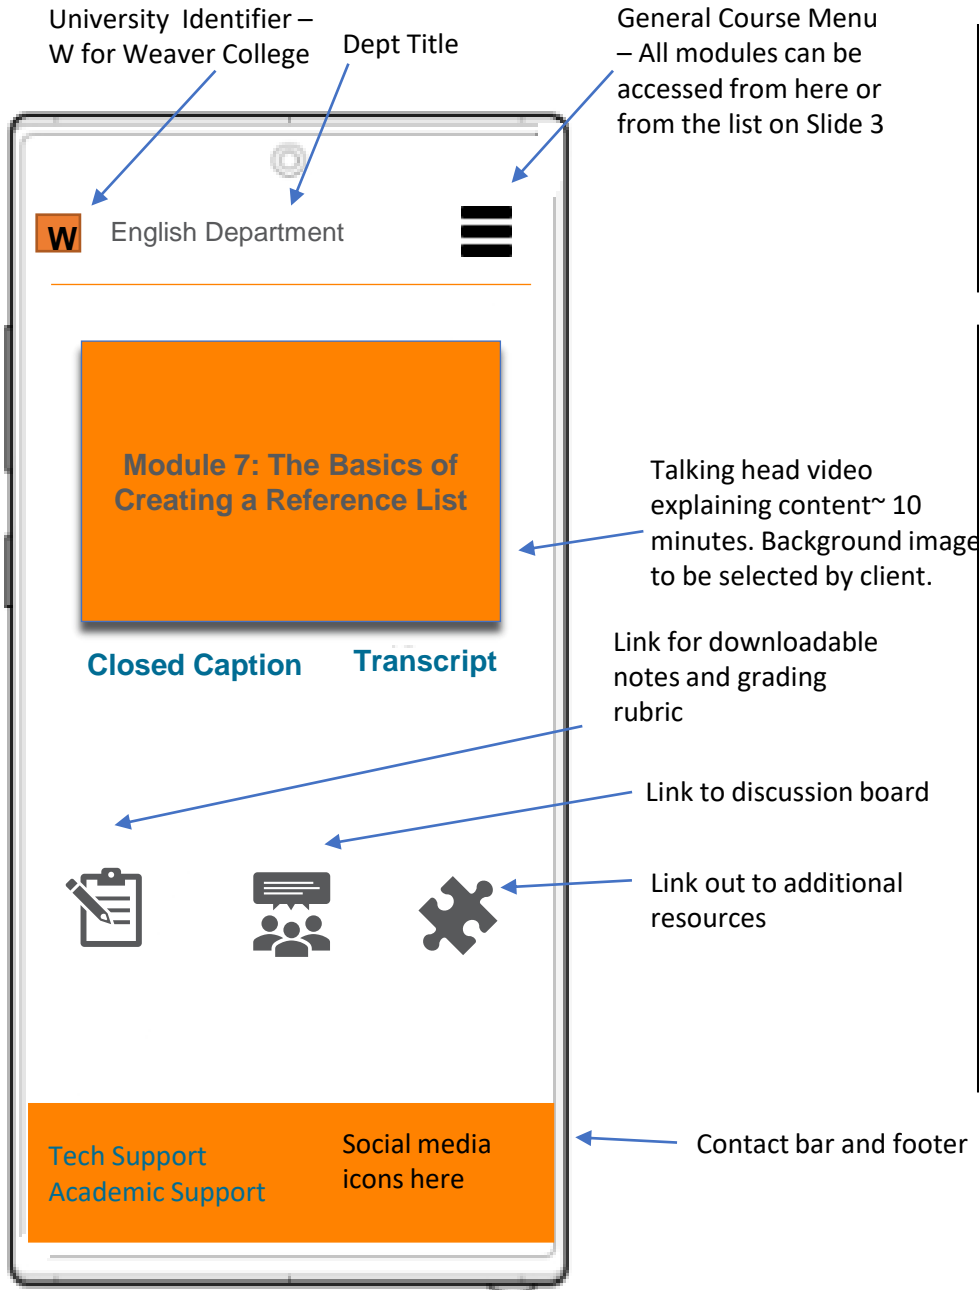 University  Identifier –
W for Weaver College
Dept Title
General Course Menu
– All modules can be
accessed from here or
from the list on Slide 3
W
English Department
Module 7: The Basics of
Creating a Reference List
Talking head video
explaining content~ 10
minutes. Background image
to be selected by client.
Closed Caption
Transcript
Link for downloadable
notes and grading
rubric
Link to discussion board
Link out to additional
resources
Tech Support
Academic Support
Social media
icons here
Contact bar and footer